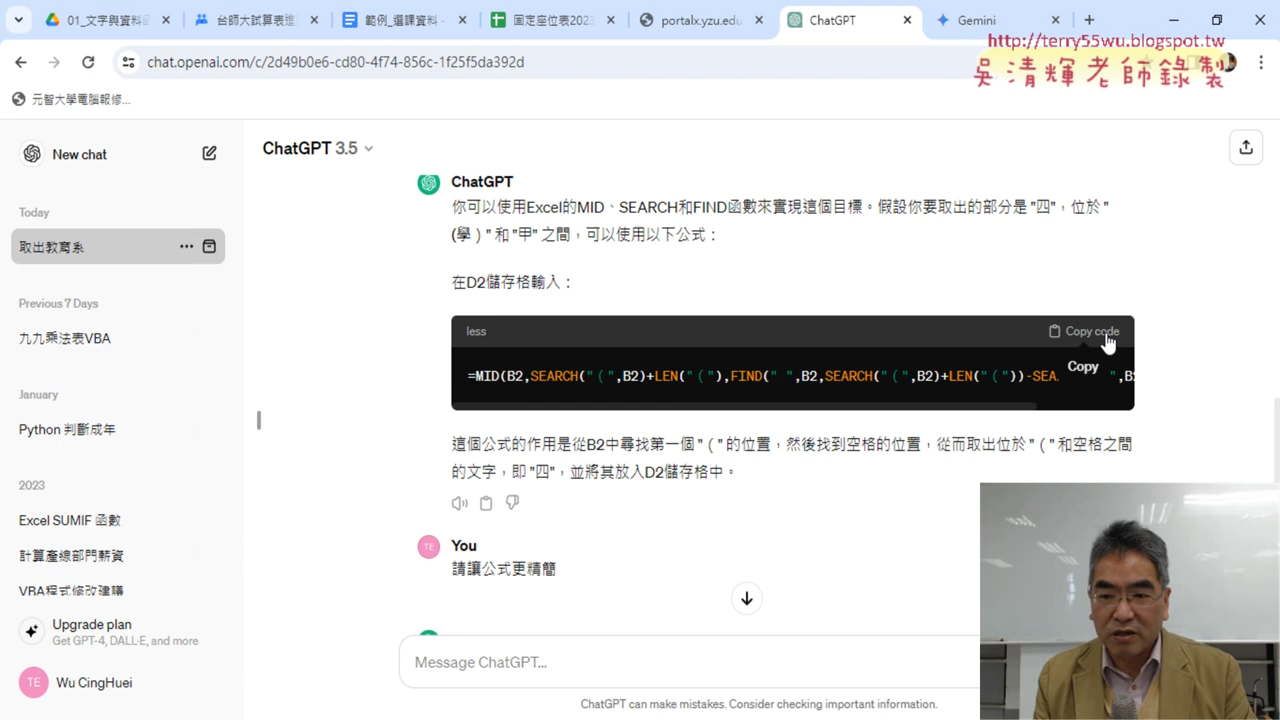 01_文字與資料函
台師大試算表進
範例_選課資料 -
固定座位表2023
portalx.yzu.edu
ChatGPT
Gemini
http://terry55wu.blogspot.tw
吳清輝老師錄製
chat.openai.com/c/2d49b0e6-cd80-4f74-856c-1f25f5da392d
元智大學電腦報修...
New chat
Today
取出教育系
Previous 7 Days
九九乘法表VBA
January
Python 判斷成年
2023
Excel SUMIF 函數
計算產線部門薪資
VBA程式修改建議
Upgrade plan
Get GPT-4, DALL·E, and more
TE
Wu CingHuei
ChatGPT 3.5
ChatGPT
你可以使用Excel的MID、SEARCH和FIND函數來實現這個目標。假設你要取出的部分是 "四"，位於 "
(學）" 和 "甲" 之間，可以使用以下公式：
在D2儲存格輸入：
less
Copy code
Copy
=MID(B2,SEARCH("（",B2)+LEN("（"),FIND(" ",B2,SEARCH("（",B2)+LEN("（"))-SEA
這個公式的作用是從B2中尋找第一個 "（" 的位置，然後找到空格的位置，從而取出位於 "（" 和空格之間
的文字，即 "四"，並將其放入D2儲存格中。
TE
You
請讓公式更精簡
Message ChatGPT...
ChatGPT can make mistakes. Consider checking important information.